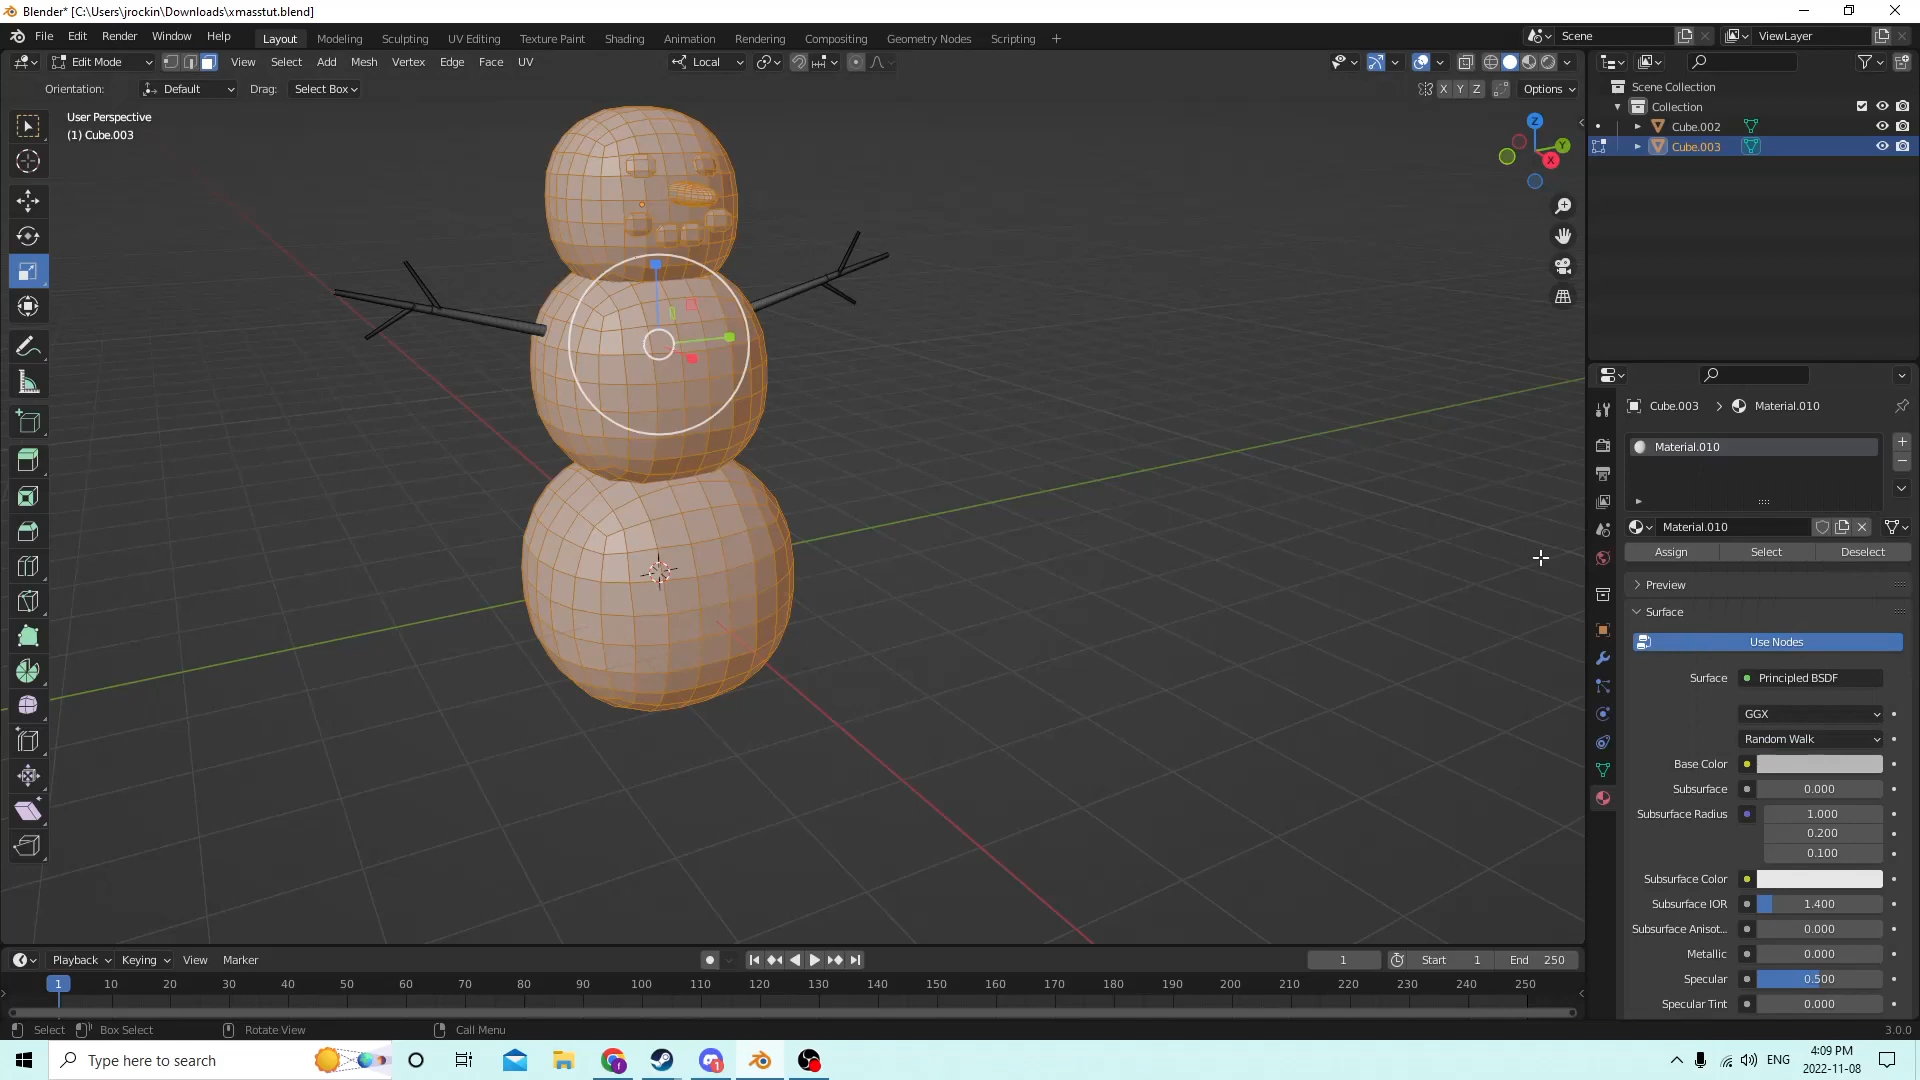 Blender* [C:\Users\jrockin\Downloads\xmasstut.blend]
File Edit Render Window Help Layout Modeling Sculpting UV Editing Texture Paint Shading Animation Rendering Compositing Geometry Nodes Scripting + Scene ViewLayer
Edit Mode View Select Add Mesh Vertex Edge Face UV Local
Orientation: Default Drag: Select Box X Y Z Options
User Perspective
(1) Cube.003
Z
Y
X
Scene Collection
Collection
Cube.002
Cube.003
Cube.003 > Material.010
Material.010
Material.010
Assign Select Deselect
Preview
Surface
Use Nodes
Surface Principled BSDF
GGX
Random Walk
Base Color
Subsurface 0.000
Subsurface Radius 1.000
0.200
0.100
Subsurface Color
Subsurface IOR 1.400
Subsurface Anisot... 0.000
Metallic 0.000
Specular 0.500
Specular Tint 0.000
Playback Keying View Marker 1 Start 1 End 250
1 10 20 30 40 50 60 70 80 90 100 110 120 130 140 150 160 170 180 190 200 210 220 230 240 250
Select Box Select Rotate View Call Menu 3.0.0
Type here to search ENG 4:09 PM
2022-11-08